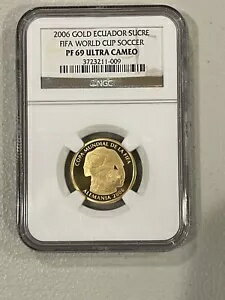 2006 GOLD ECUADOR SUCRE
FIFA WORLD CUP SOCCER
PF 69 ULTRA CAMEO
3723211-009
NGC
COPA MUNDIAL DE LA FIFA
ALEMANIA 2006